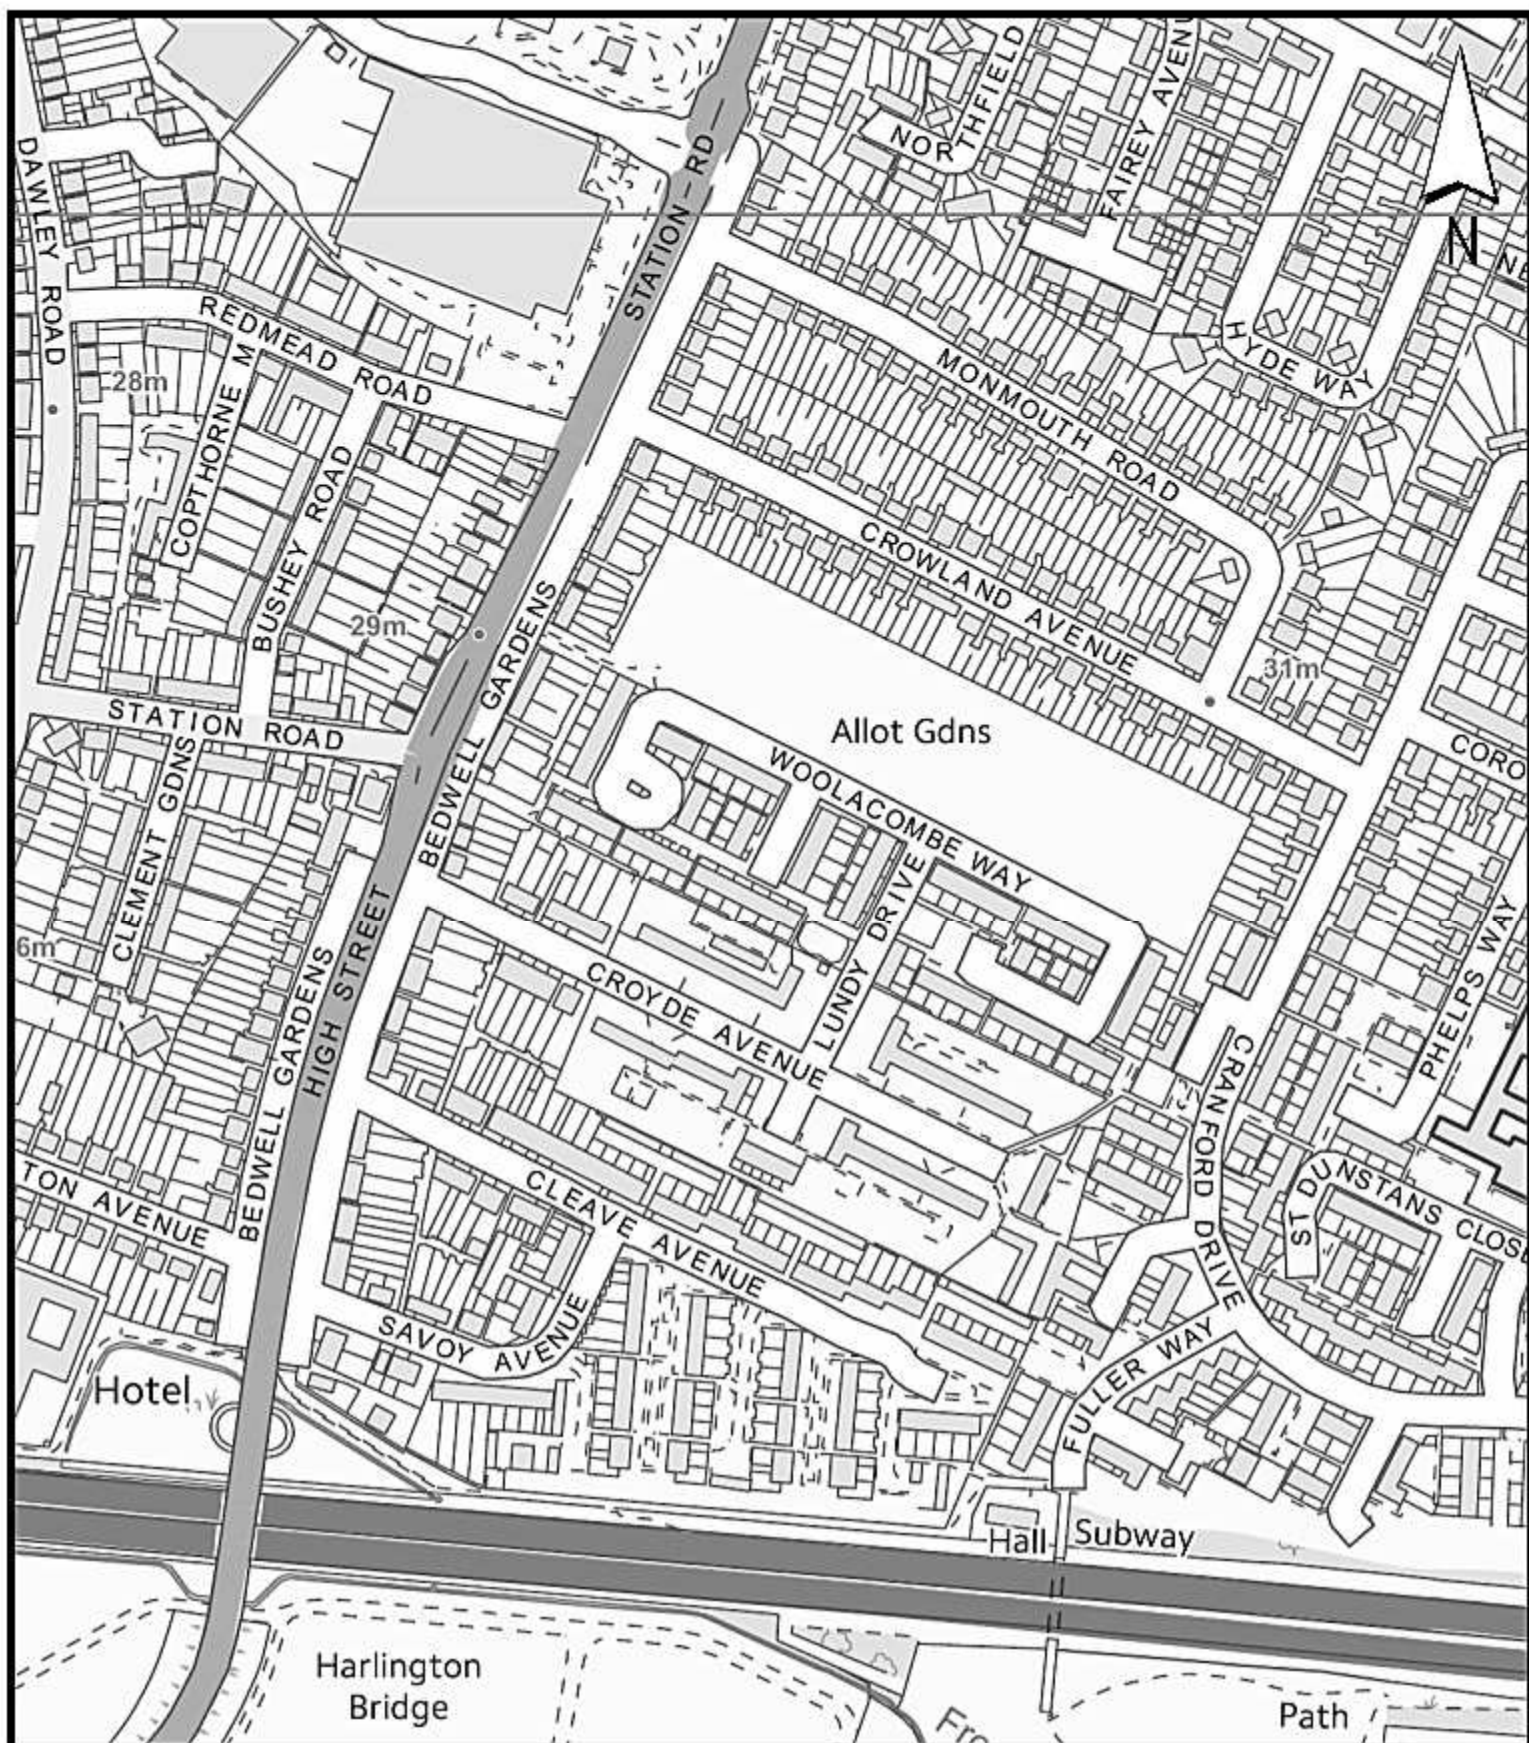 NORTHFIELD
FAIREY AVENU
STATION RD
DAWLEY ROAD
N
NE
REDMEAD ROAD
HYDE WAY
MONMOUTH ROAD
28m
COPTHORNE M
BUSHEY ROAD
CROWLAND AVENUE
29m
BEDWELL GARDENS
31m
STATION ROAD
Allot Gdns
CORO
WOOLACOMBE WAY
CLEMENT GDNS
LUNDY DRIVE
6m
PHELPS WAY
BEDWELL GARDENS
HIGH STREET
CROYDE AVENUE
CRANFORD DRIVE
TON AVENUE
CLEAVE AVENUE
ST DUNSTANS CLOSE
SAVOY AVENUE
FULLER WAY
Hotel
Hall
Subway
Harlington
Bridge
Path
Fro